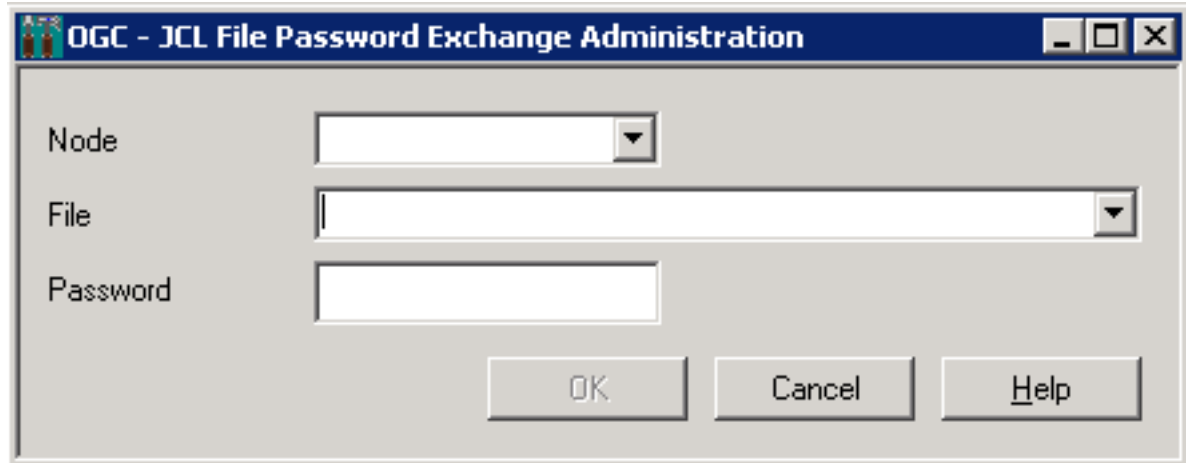 OGC - JCL File Password Exchange Administration
Node
File
Password
OK Cancel Help